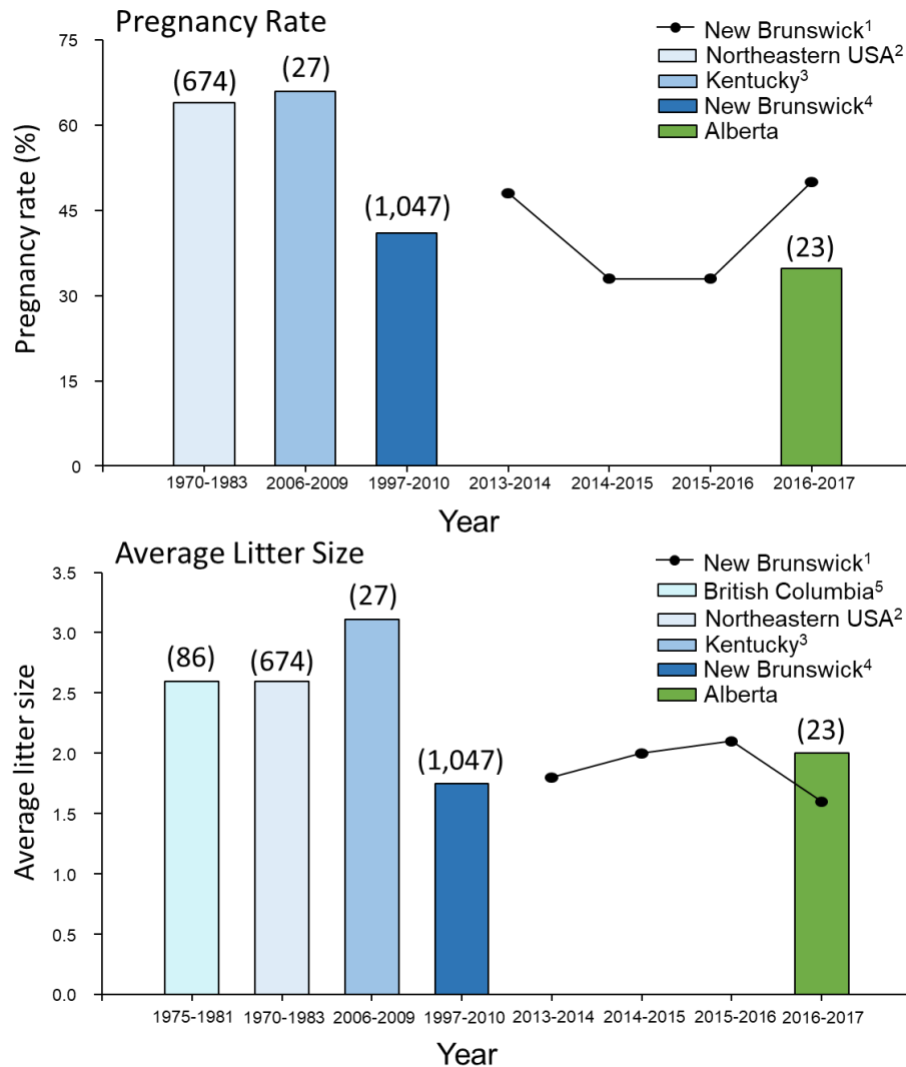 Pregnancy Rate
New Brunswick¹
Northeastern USA²
Kentucky³
New Brunswick⁴
Alberta
75
60
45
30
15
0
Pregnancy rate (%)
(674)
(27)
(1,047)
(23)
1970-1983
2006-2009
1997-2010
2013-2014
2014-2015
2015-2016
2016-2017
Year
Average Litter Size
New Brunswick¹
British Columbia⁵
Northeastern USA²
Kentucky³
New Brunswick⁴
Alberta
3.5
3.0
2.5
2.0
1.5
1.0
0.5
0.0
Average litter size
(86)
(674)
(27)
(1,047)
(23)
1975-1981
1970-1983
2006-2009
1997-2010
2013-2014
2014-2015
2015-2016
2016-2017
Year